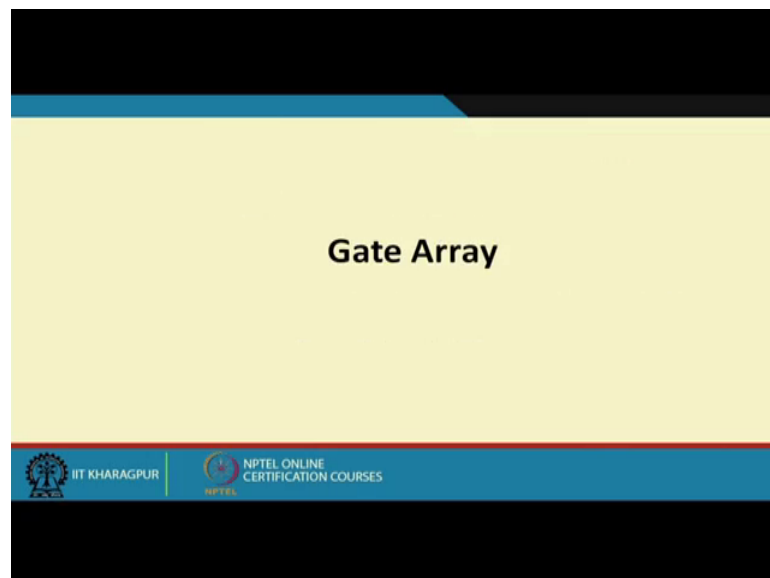 Gate Array
IIT KHARAGPUR
NPTEL ONLINE
CERTIFICATION COURSES
NPTEL